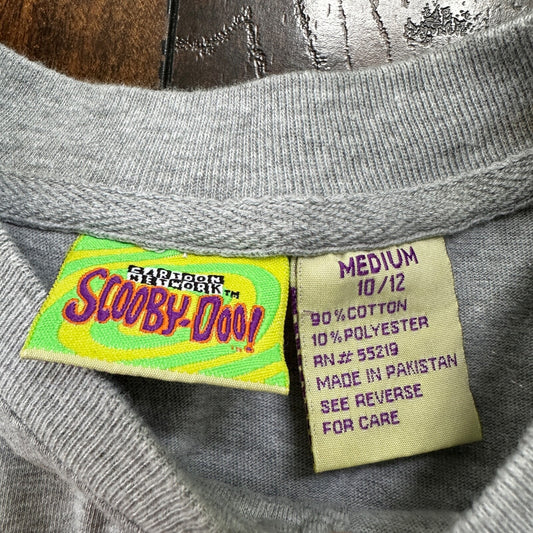 CARTOON
NETWORK
SCOOBY-DOO!
TM
MEDIUM
10/12
90% COTTON
10% POLYESTER
RN# 55219
MADE IN PAKISTAN
SEE REVERSE
FOR CARE